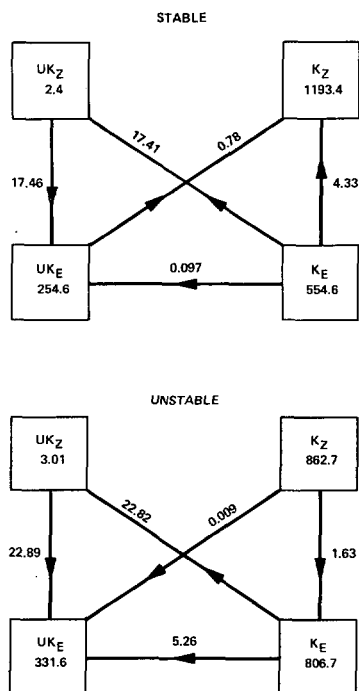 STABLE
UKZ
2.4
KZ
1193.4
17.41
0.78
17.46
4.33
UKE
254.6
0.097
KE
554.6
UNSTABLE
UKZ
3.01
KZ
862.7
22.82
0.009
22.89
1.63
UKE
331.6
5.26
KE
806.7